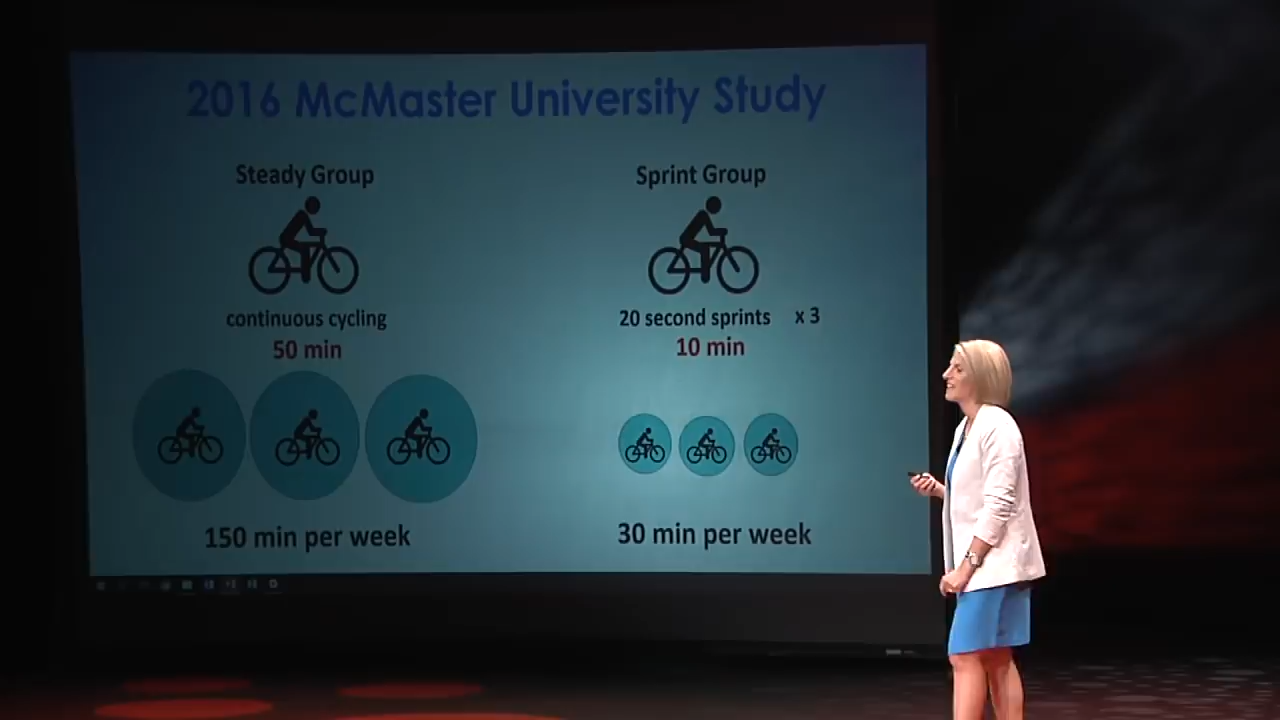 2016 McMaster University Study
Steady Group
continuous cycling
50 min
150 min per week
Sprint Group
20 second sprints x 3
10 min
30 min per week